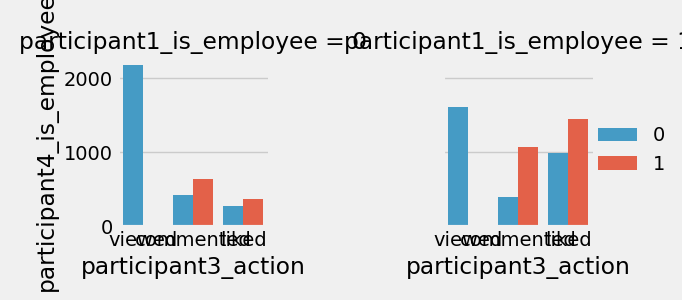 participant1_is_employee = 0
participant1_is_employee = 1
participant4_is_employee
2000
1000
0
viewed
commented
liked
viewed
commented
liked
participant3_action
participant3_action
0
1